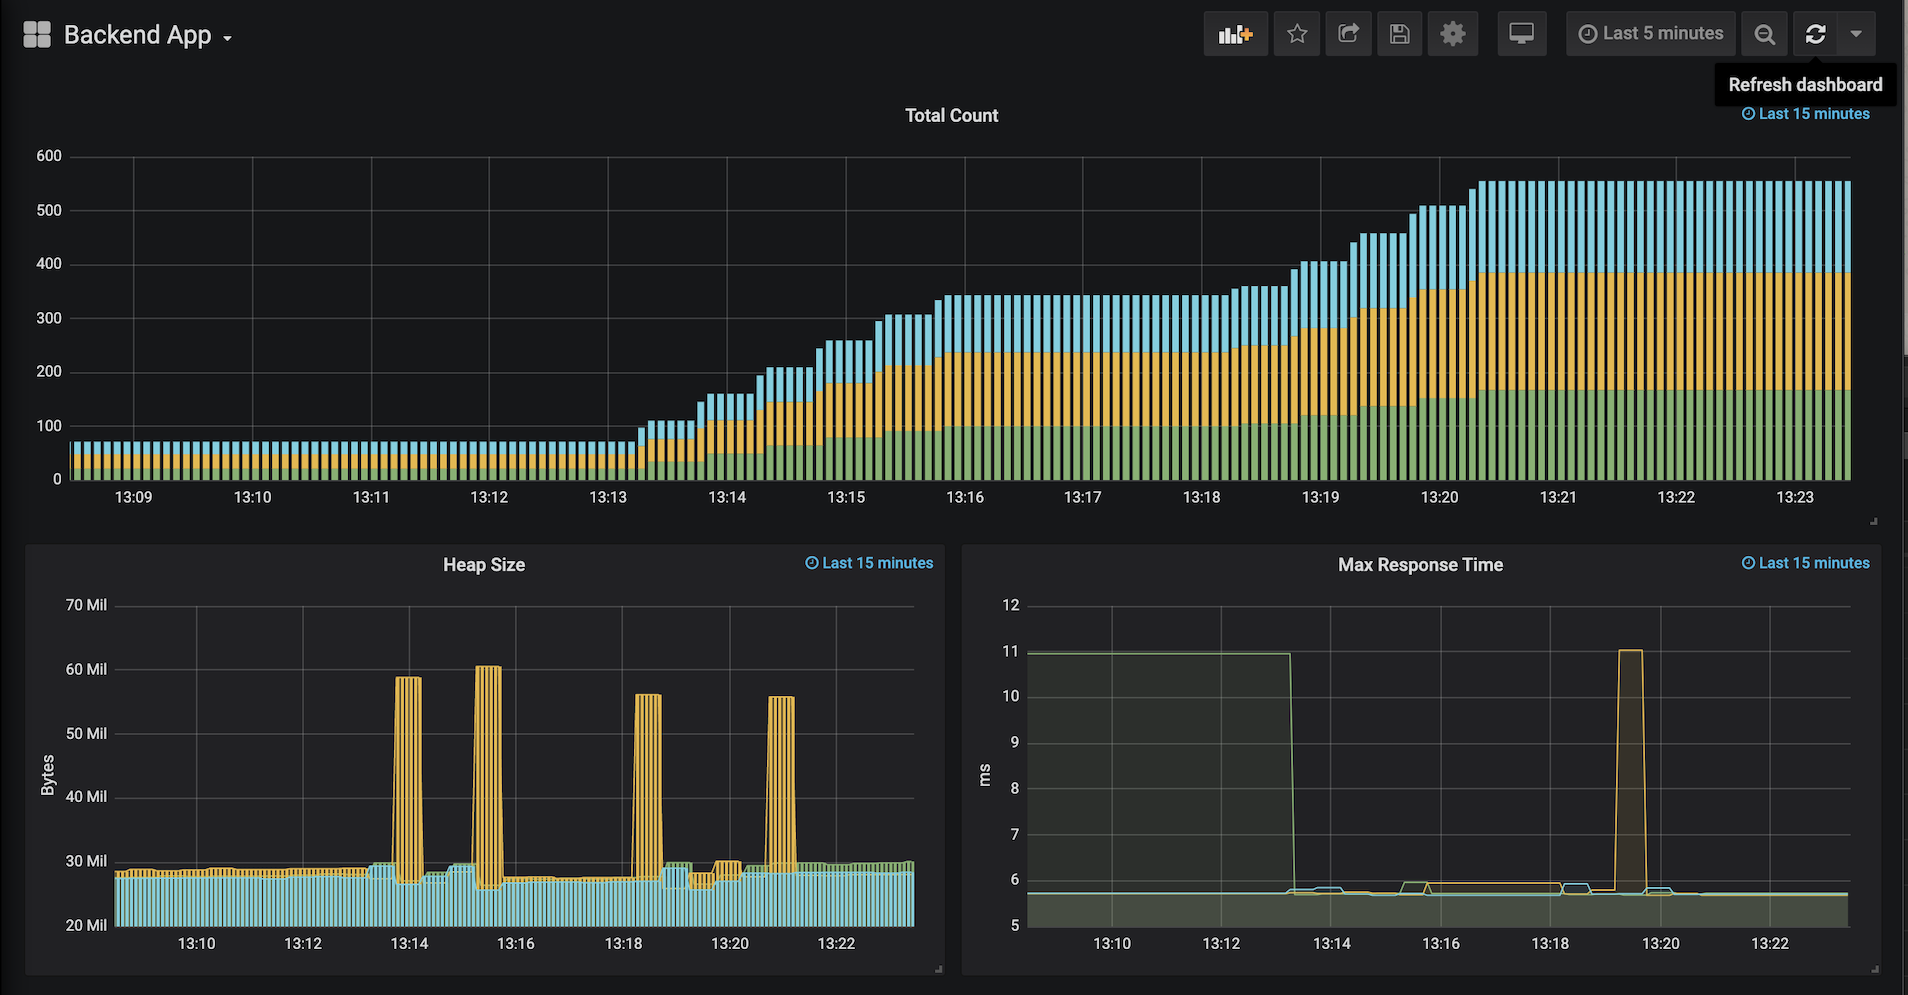 Backend App
Last 5 minutes
Refresh dashboard
Total Count
Last 15 minutes
600
500
400
300
200
100
0
13:09 13:10 13:11 13:12 13:13 13:14 13:15 13:16 13:17 13:18 13:19 13:20 13:21 13:22 13:23
Heap Size
Last 15 minutes
70 Mil
60 Mil
50 Mil
40 Mil
30 Mil
20 Mil
Bytes
13:10 13:12 13:14 13:16 13:18 13:20 13:22
Max Response Time
Last 15 minutes
12
11
10
9
8
7
6
5
ms
13:10 13:12 13:14 13:16 13:18 13:20 13:22